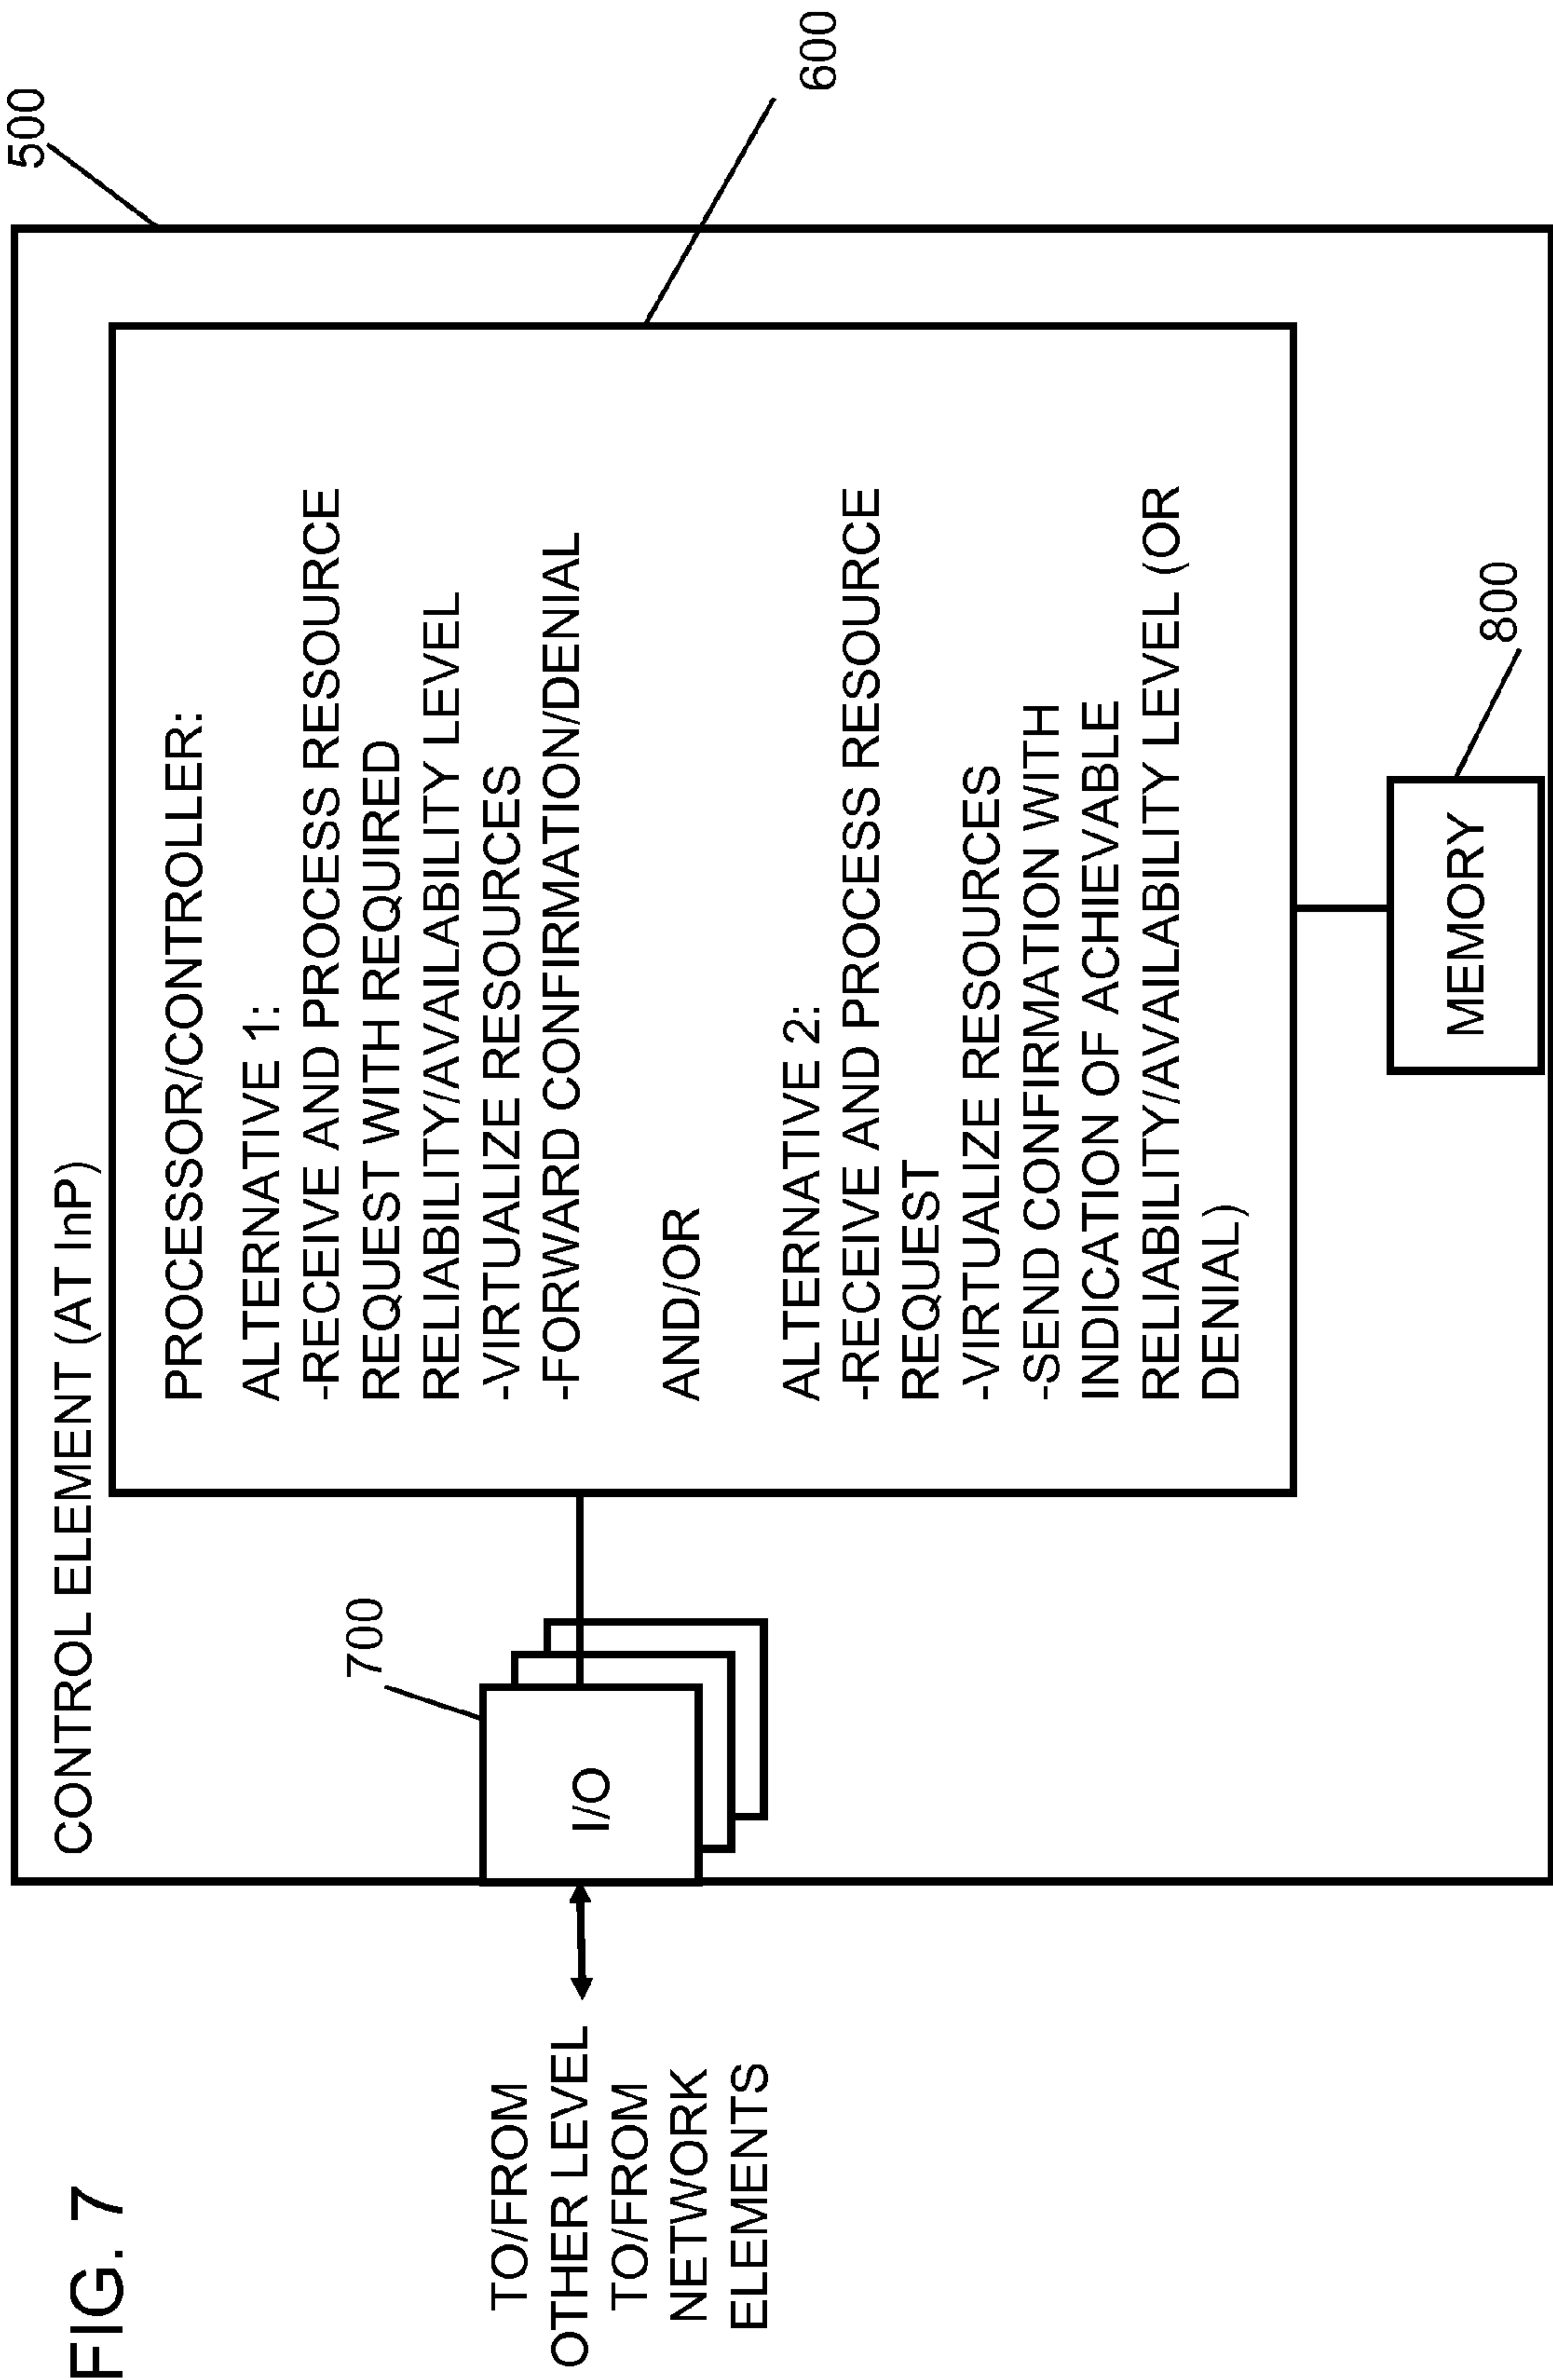 FIG. 7
500
CONTROL ELEMENT (AT InP)
600
PROCESSOR/CONTROLLER:
ALTERNATIVE 1:
-RECEIVE AND PROCESS RESOURCE
REQUEST WITH REQUIRED
RELIABILITY/AVAILABILITY LEVEL
-VIRTUALIZE RESOURCES
-FORWARD CONFIRMATION/DENIAL
AND/OR
ALTERNATIVE 2:
-RECEIVE AND PROCESS RESOURCE
REQUEST
-VIRTUALIZE RESOURCES
-SEND CONFIRMATION WITH
INDICATION OF ACHIEVABLE
RELIABILITY/AVAILABILITY LEVEL (OR
DENIAL)
700
I/O
TO/FROM
OTHER LEVEL
TO/FROM
NETWORK
ELEMENTS
800
MEMORY